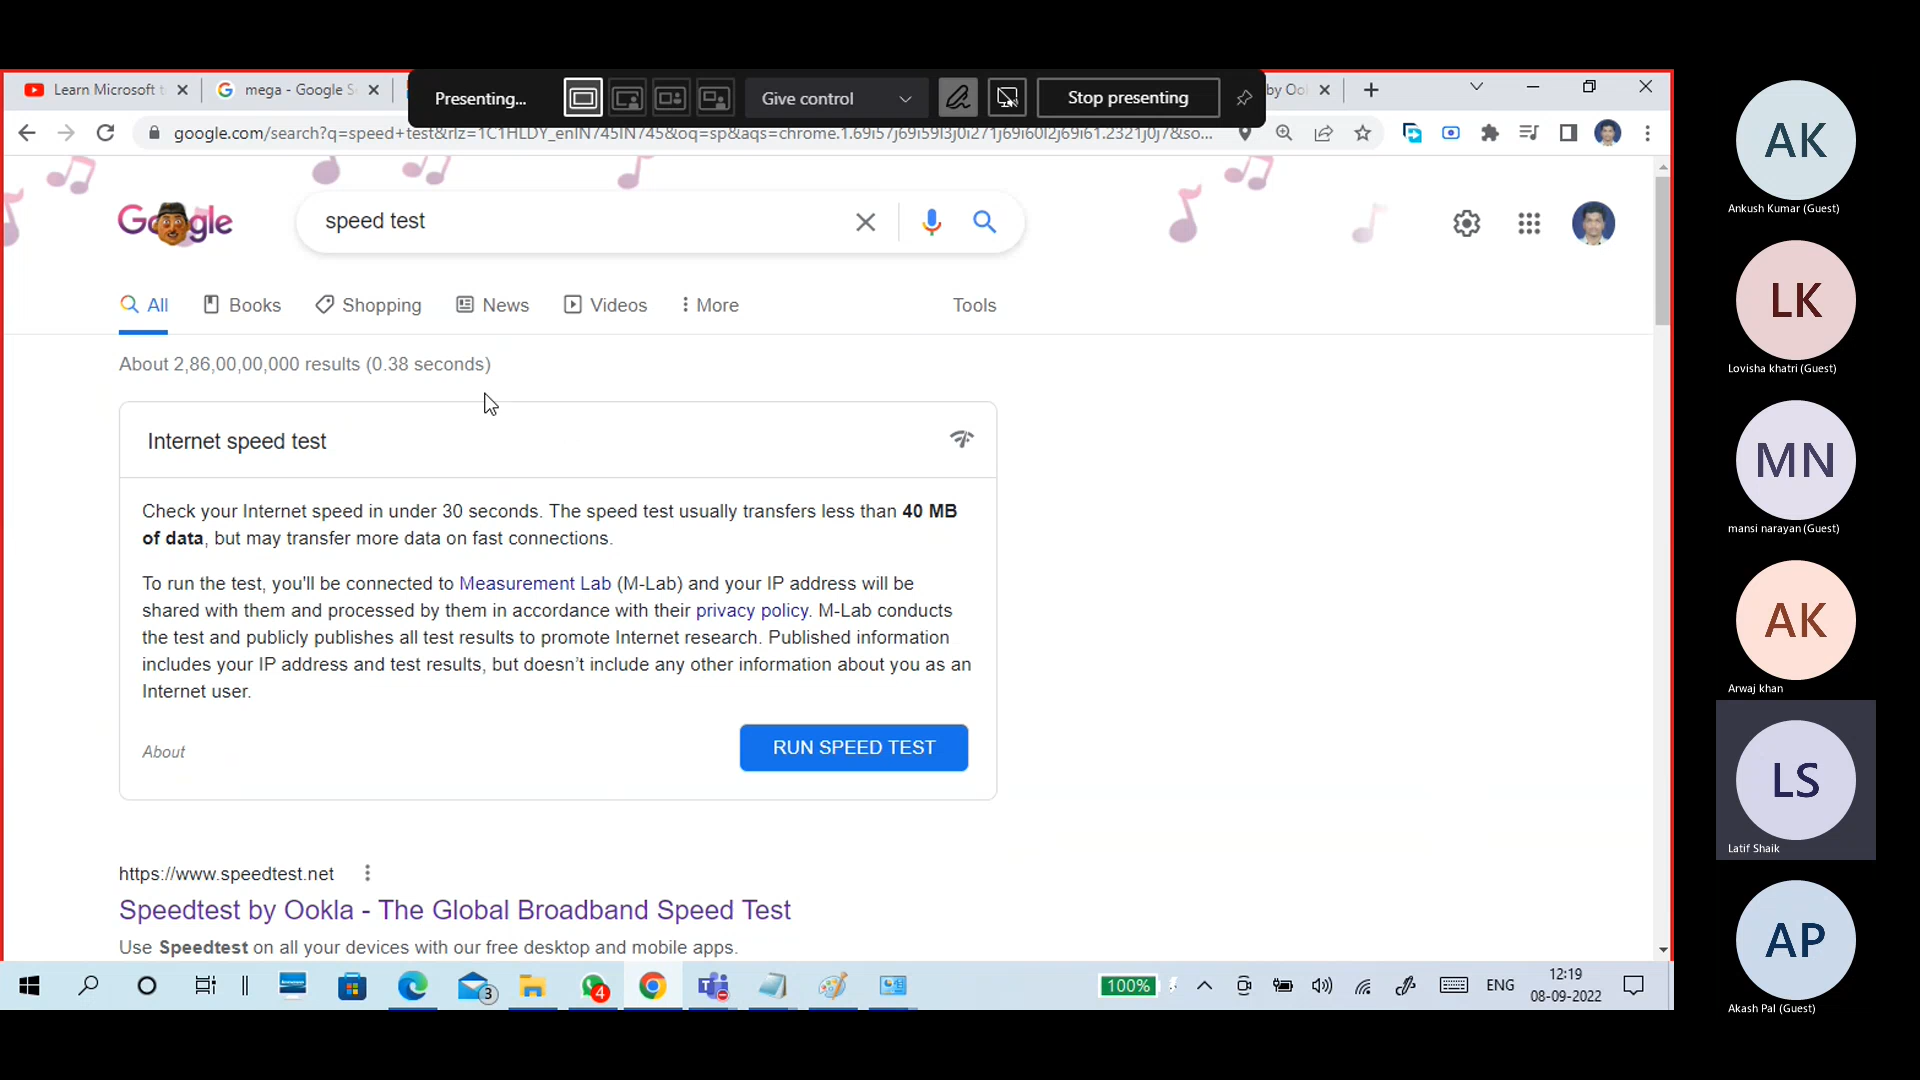 Learn Microsoft t
mega - Google S
Presenting...
Give control
Stop presenting
by Ool
google.com/search?q=speed+test&rlz=1C1HLDY_enIN745IN745&oq=sp&aqs=chrome.1.69i57j69i59l3j0i271j69i60l2j69i61.2321j0j7&so...
Google
speed test
All
Books
Shopping
News
Videos
More
Tools
About 2,86,00,00,000 results (0.38 seconds)
Internet speed test
Check your Internet speed in under 30 seconds. The speed test usually transfers less than 40 MB
of data, but may transfer more data on fast connections.
To run the test, you'll be connected to Measurement Lab (M-Lab) and your IP address will be
shared with them and processed by them in accordance with their privacy policy. M-Lab conducts
the test and publicly publishes all test results to promote Internet research. Published information
includes your IP address and test results, but doesn't include any other information about you as an
Internet user.
About
RUN SPEED TEST
https://www.speedtest.net
Speedtest by Ookla - The Global Broadband Speed Test
Use Speedtest on all your devices with our free desktop and mobile apps.
3
4
100%
ENG
12:19
08-09-2022
AK
Ankush Kumar (Guest)
LK
Lovisha khatri (Guest)
MN
mansi narayan (Guest)
AK
Arwaj khan
LS
Latif Shaik
AP
Akash Pal (Guest)